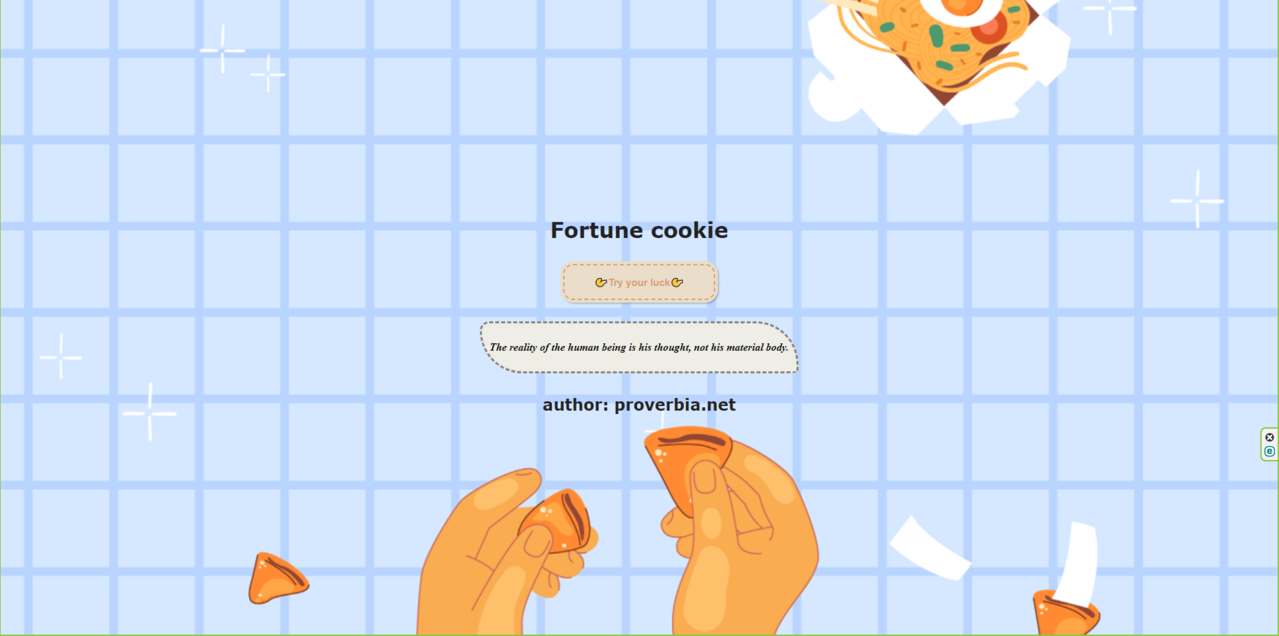 Fortune cookie
👉Try your luck👉
The reality of the human being is his thought, not his material body.
author: proverbia.net